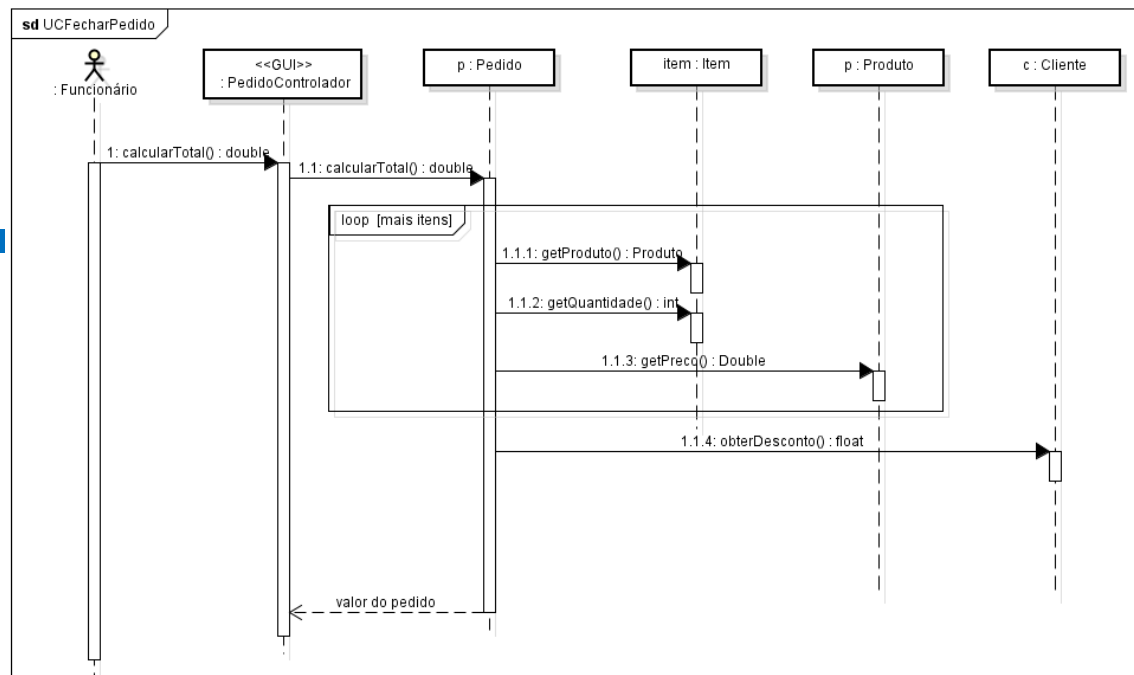 sd UCFecharPedido
: Funcionário
<<GUI>>
: PedidoControlador
p : Pedido
item : Item
p : Produto
c : Cliente
1: calcularTotal() : double
1.1: calcularTotal() : double
loop [mais itens]
1.1.1: getProduto() : Produto
1.1.2: getQuantidade() : int
1.1.3: getPreco() : Double
1.1.4: obterDesconto() : float
valor do pedido